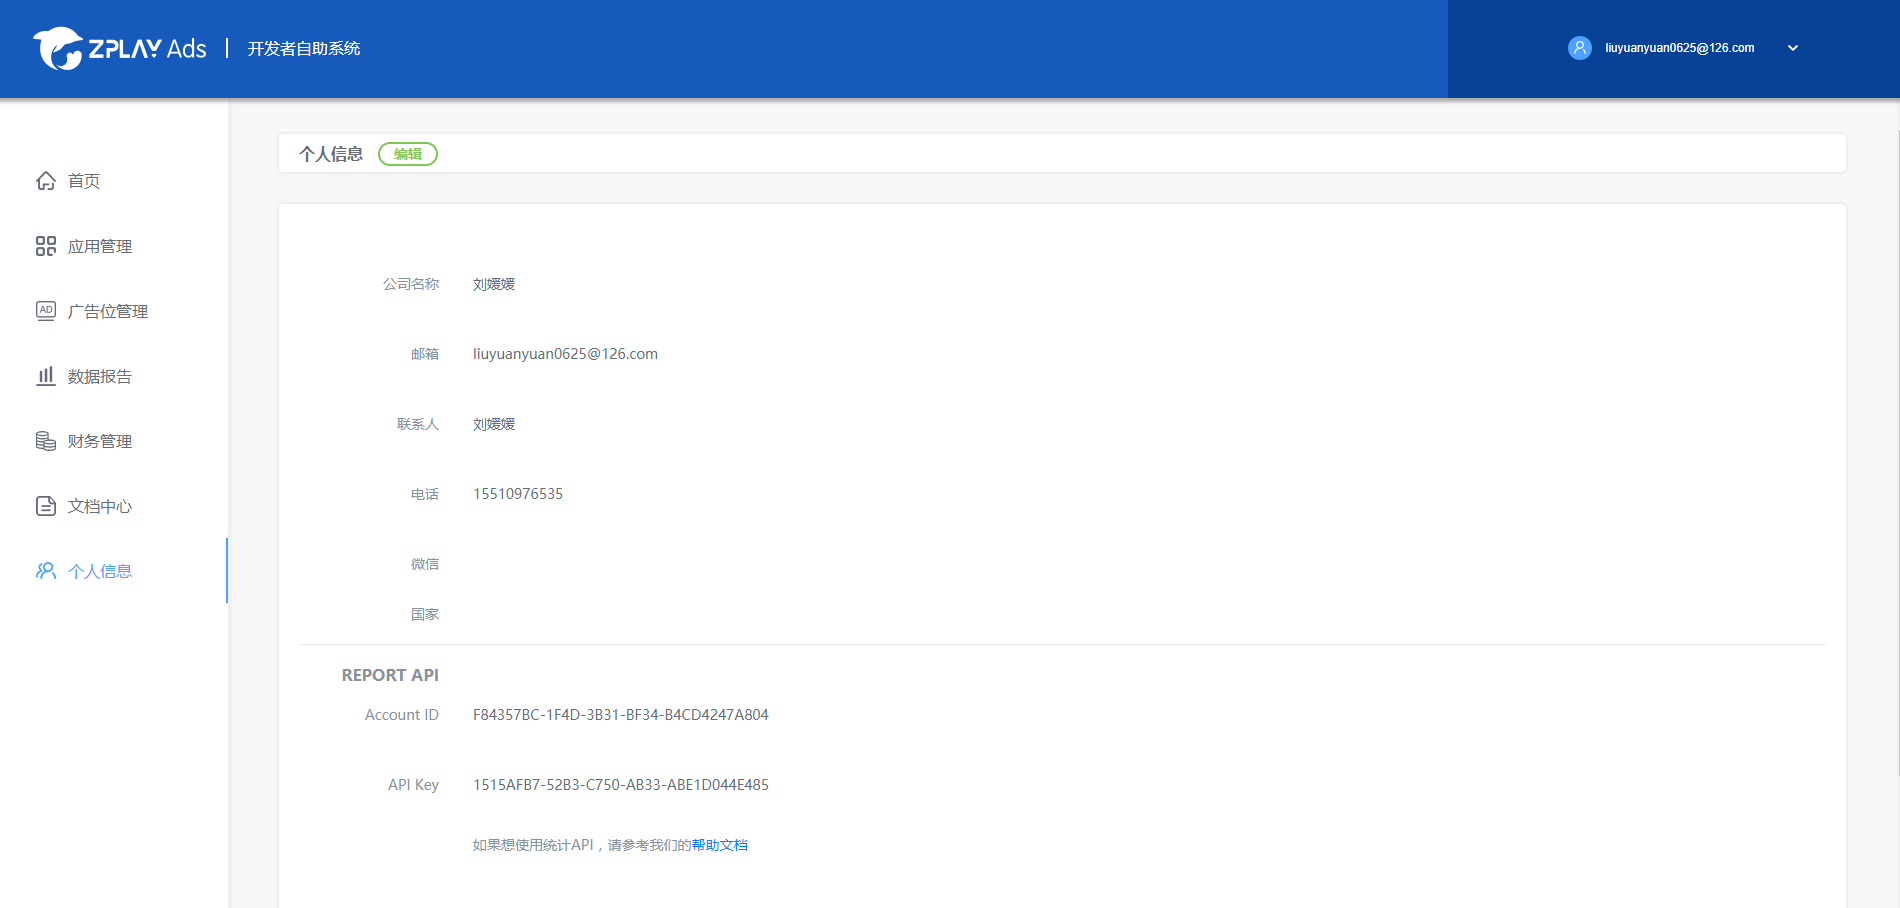 ZPLAY Ads | 开发者自助系统
liuyuanyuan0625@126.com
首页
应用管理
AD 广告位管理
数据报告
财务管理
文档中心
个人信息
个人信息 编辑
公司名称 刘媛媛
邮箱 liuyuanyuan0625@126.com
联系人 刘媛媛
电话 15510976535
微信
国家
REPORT API
Account ID F84357BC-1F4D-3B31-BF34-B4CD4247A804
API Key 1515AFB7-52B3-C750-AB33-ABE1D044E485
如果想使用统计API，请参考我们的帮助文档